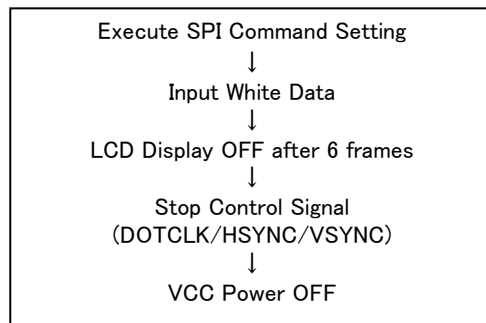 Execute SPI Command Setting
↓
Input White Data
↓
LCD Display OFF after 6 frames
↓
Stop Control Signal
(DOTCLK/HSYNC/VSYNC)
↓
VCC Power OFF